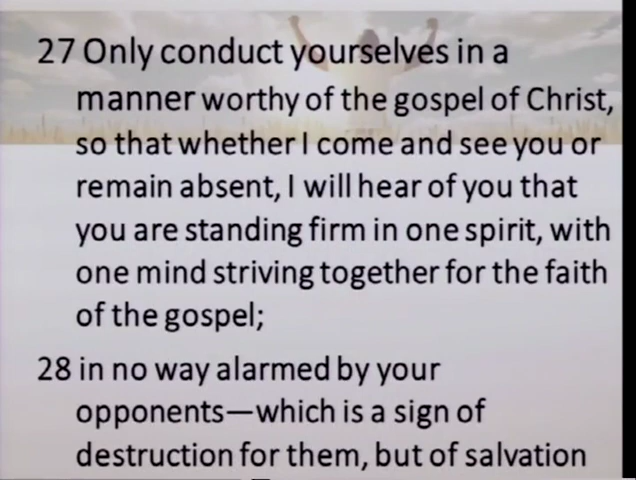 27 Only conduct yourselves in a
manner worthy of the gospel of Christ,
so that whether I come and see you or
remain absent, I will hear of you that
you are standing firm in one spirit, with
one mind striving together for the faith
of the gospel;
28 in no way alarmed by your
opponents—which is a sign of
destruction for them, but of salvation